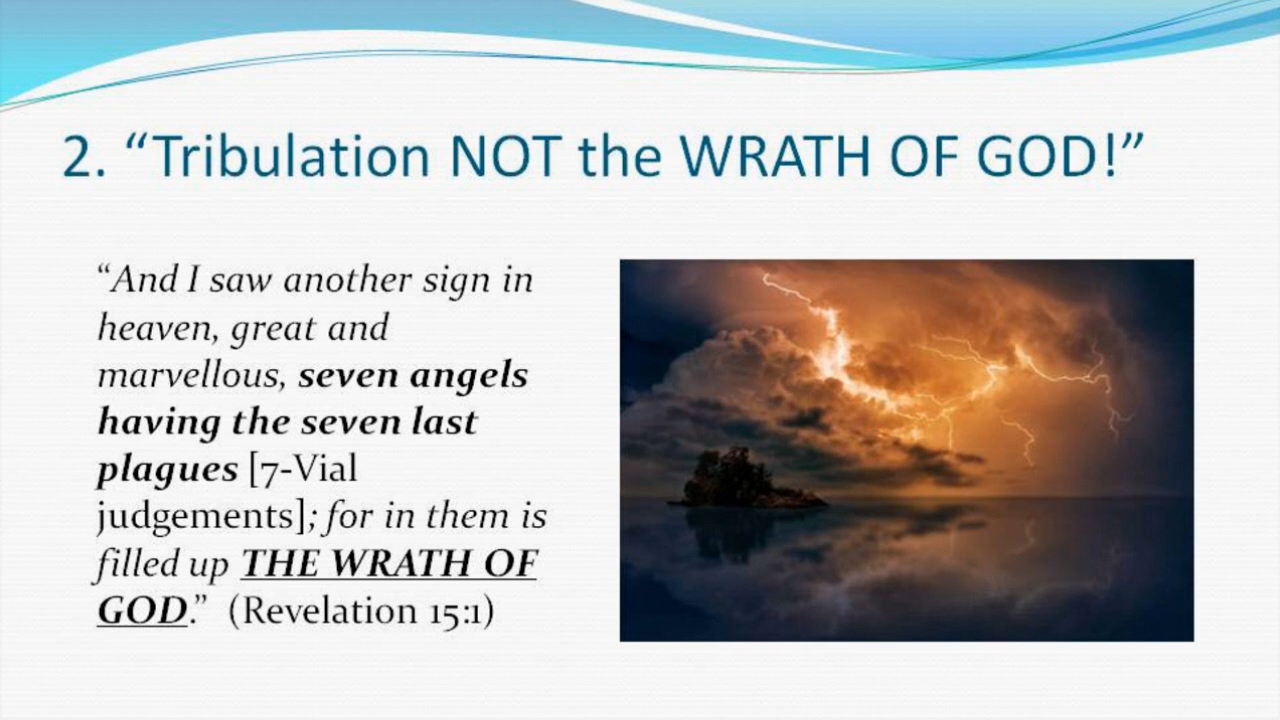 2. “Tribulation NOT the WRATH OF GOD!”
“And I saw another sign in
heaven, great and
marvellous, seven angels
having the seven last
plagues [7-Vial
judgements]; for in them is
filled up THE WRATH OF
GOD.” (Revelation 15:1)